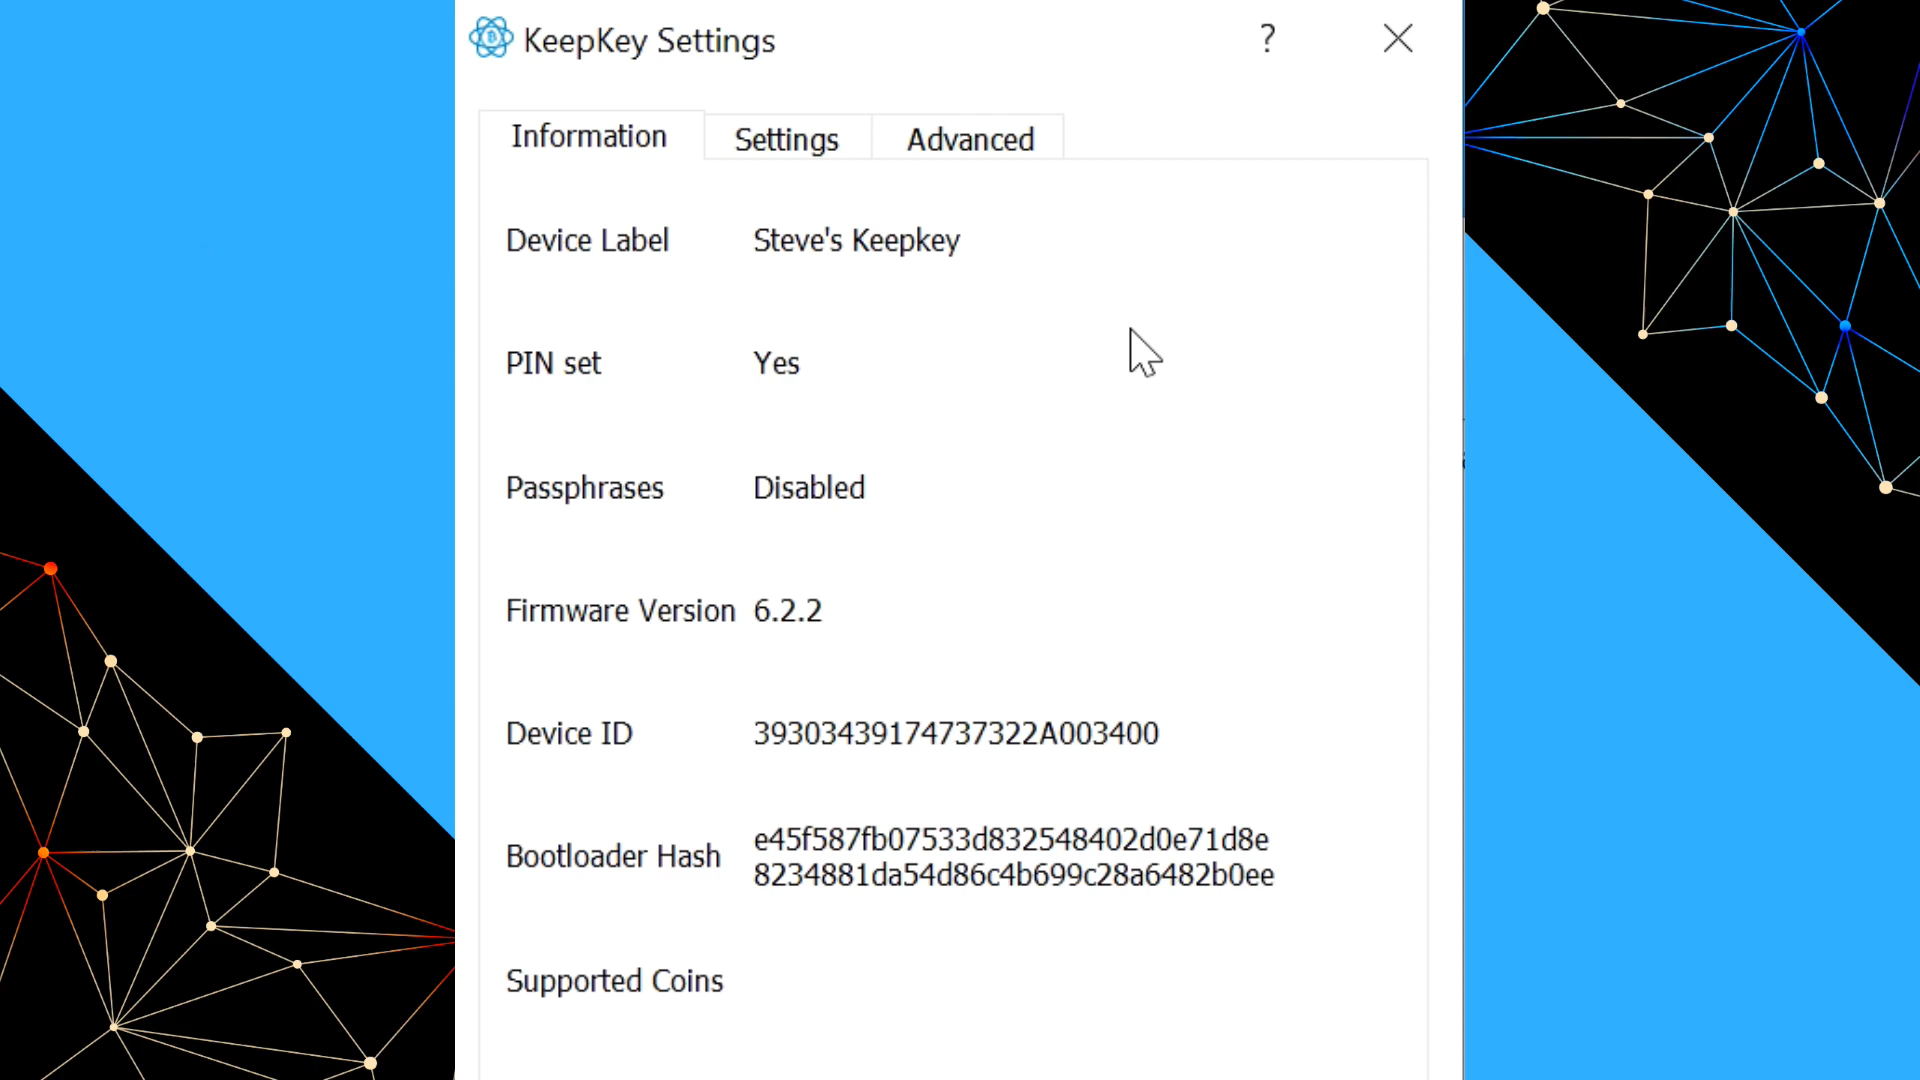 KeepKey Settings
?
Information Settings Advanced
Device Label Steve's Keepkey
PIN set Yes
Passphrases Disabled
Firmware Version 6.2.2
Device ID 39303439174737322A003400
Bootloader Hash e45f587fb07533d832548402d0e71d8e
8234881da54d86c4b699c28a6482b0ee
Supported Coins